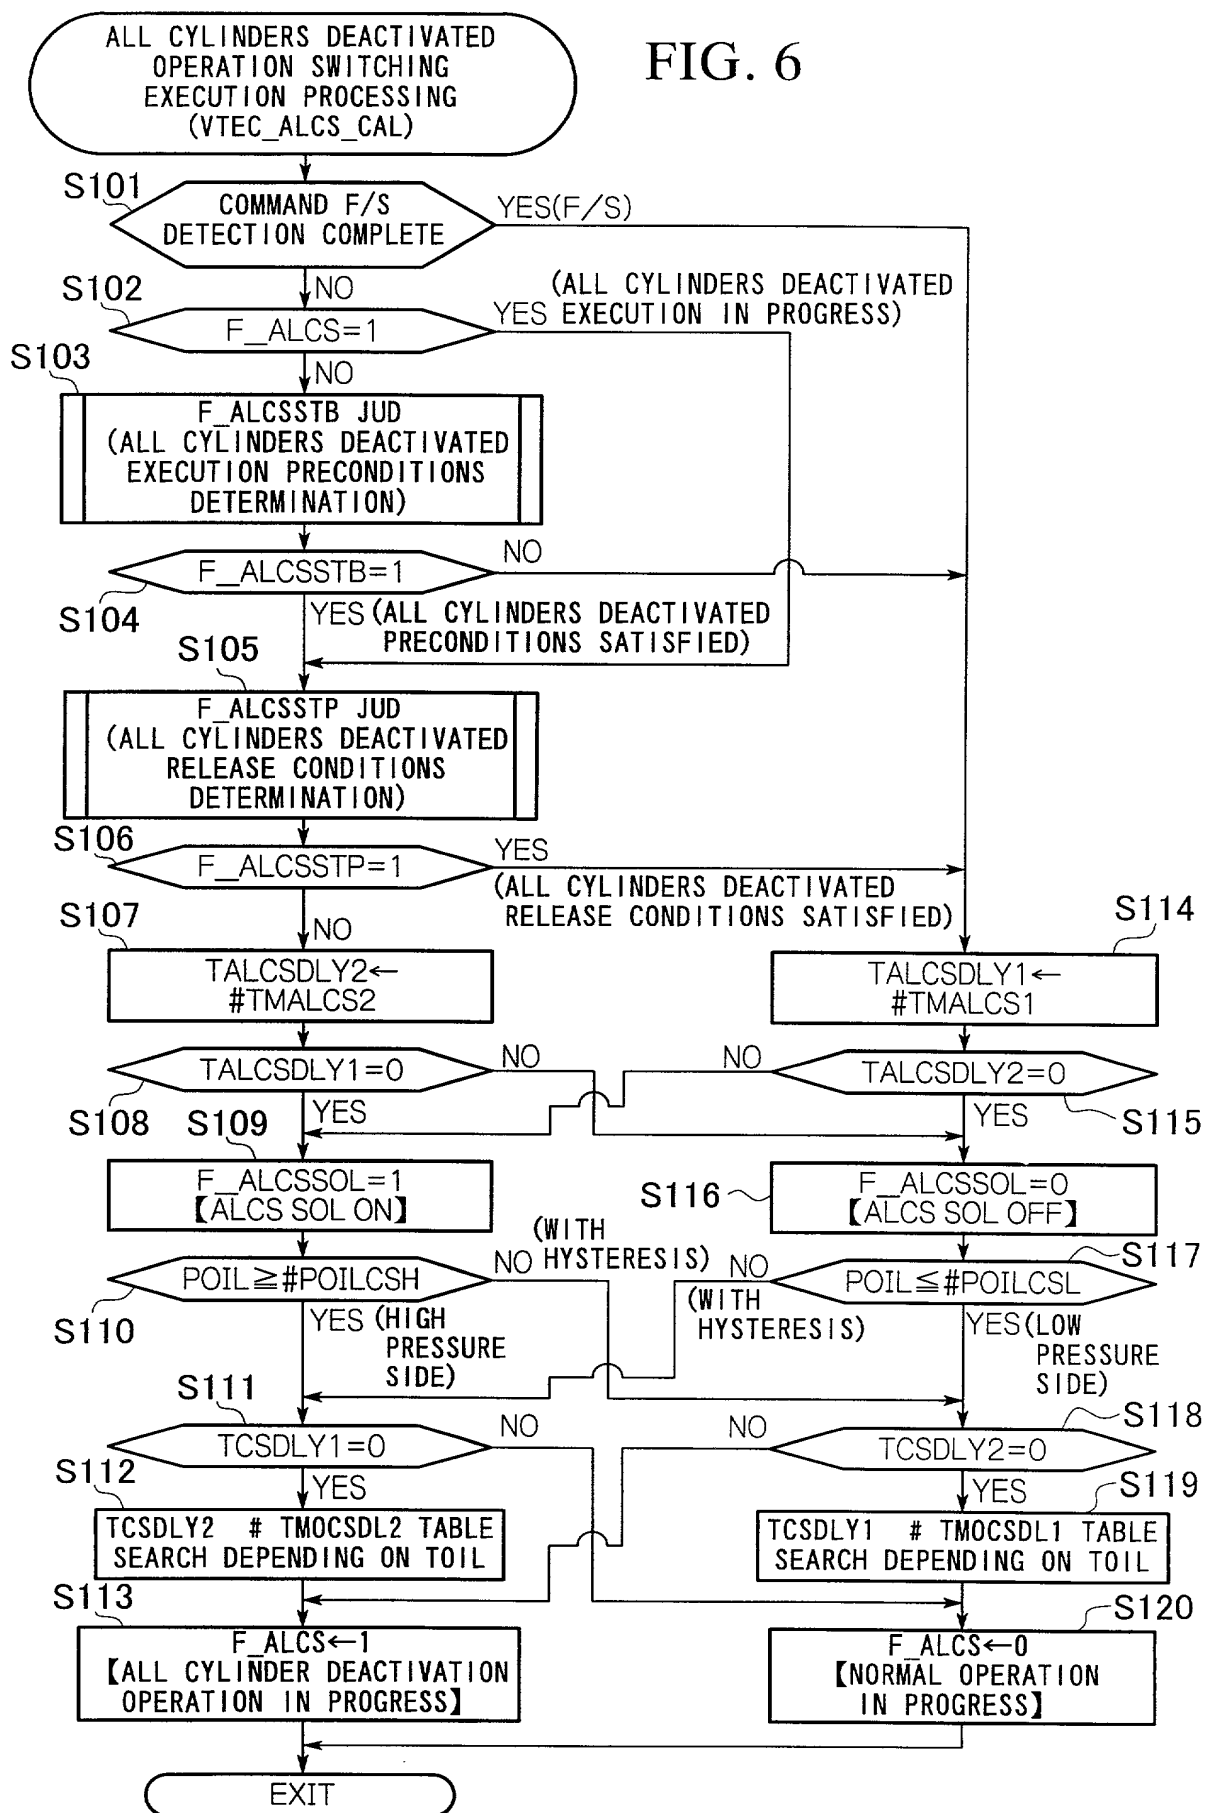 ALL CYLINDERS DEACTIVATED
OPERATION SWITCHING
EXECUTION PROCESSING
(VTEC_ALCS_CAL)
FIG. 6
S101
COMMAND F/S
DETECTION COMPLETE
YES(F/S)
NO
S102
F_ALCS=1
YES
(ALL CYLINDERS DEACTIVATED
EXECUTION IN PROGRESS)
NO
S103
F_ALCSSTB JUD
(ALL CYLINDERS DEACTIVATED
EXECUTION PRECONDITIONS
DETERMINATION)
F_ALCSSTB=1
NO
S104
YES (ALL CYLINDERS DEACTIVATED
PRECONDITIONS SATISFIED)
S105
F_ALCSSTP JUD
(ALL CYLINDERS DEACTIVATED
RELEASE CONDITIONS
DETERMINATION)
S106
F_ALCSSTP=1
YES
(ALL CYLINDERS DEACTIVATED
RELEASE CONDITIONS SATISFIED)
NO
S107
TALCSDLY2←
#TMALCS2
S114
TALCSDLY1←
#TMALCS1
TALCSDLY1=0
NO
S108
YES
NO
TALCSDLY2=0
YES
S115
S109
F_ALCSSOL=1
【ALCS SOL ON】
S116
F_ALCSSOL=0
【ALCS SOL OFF】
POIL≧#POILCSH
NO
(WITH
HYSTERESIS)
S110
YES (HIGH
PRESSURE
SIDE)
S117
POIL≦#POILCSL
NO
(WITH
HYSTERESIS)
YES (LOW
PRESSURE
SIDE)
S111
TCSDLY1=0
NO
YES
S118
TCSDLY2=0
NO
YES
S112
TCSDLY2 # TMOCSDL2 TABLE
SEARCH DEPENDING ON TOIL
S119
TCSDLY1 # TMOCSDL1 TABLE
SEARCH DEPENDING ON TOIL
S113
F_ALCS←1
【ALL CYLINDER DEACTIVATION
OPERATION IN PROGRESS】
S120
F_ALCS←0
【NORMAL OPERATION
IN PROGRESS】
EXIT